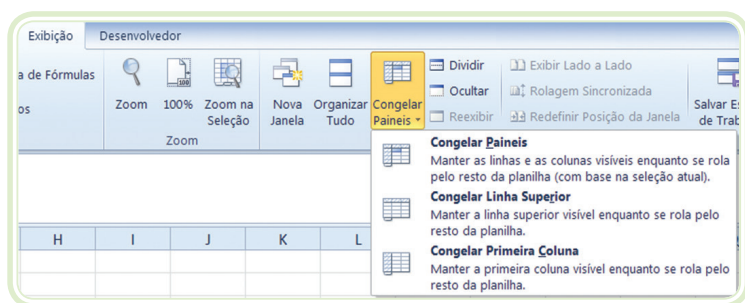 Exibição Desenvolvedor
a de Fórmulas
os
Zoom
100%
Zoom na
Seleção
Zoom
Nova
Janela
Organizar
Tudo
Congelar
Paineis
Dividir
Ocultar
Reexibir
Exibir Lado a Lado
Rolagem Sincronizada
Redefinir Posição da Janela
Salvar Es
de Trab
Congelar Paineis
Manter as linhas e as colunas visíveis enquanto se rola
pelo resto da planilha (com base na seleção atual).
Congelar Linha Superior
Manter a linha superior visível enquanto se rola pelo
resto da planilha.
Congelar Primeira Coluna
Manter a primeira coluna visível enquanto se rola pelo
resto da planilha.
H I J K L